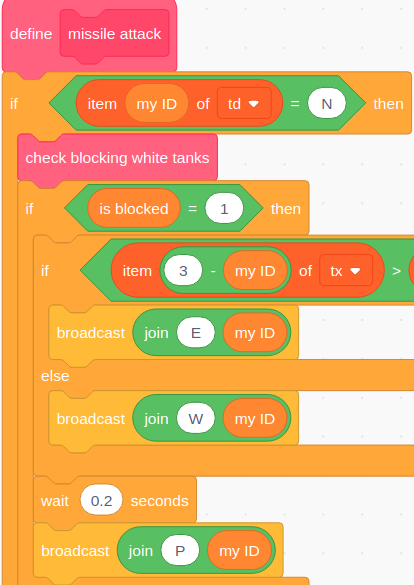 define missile attack
if item my ID of td = N then
check blocking white tanks
if is blocked = 1 then
if item 3 - my ID of tx >
broadcast join E my ID
else
broadcast join W my ID
wait 0.2 seconds
broadcast join P my ID